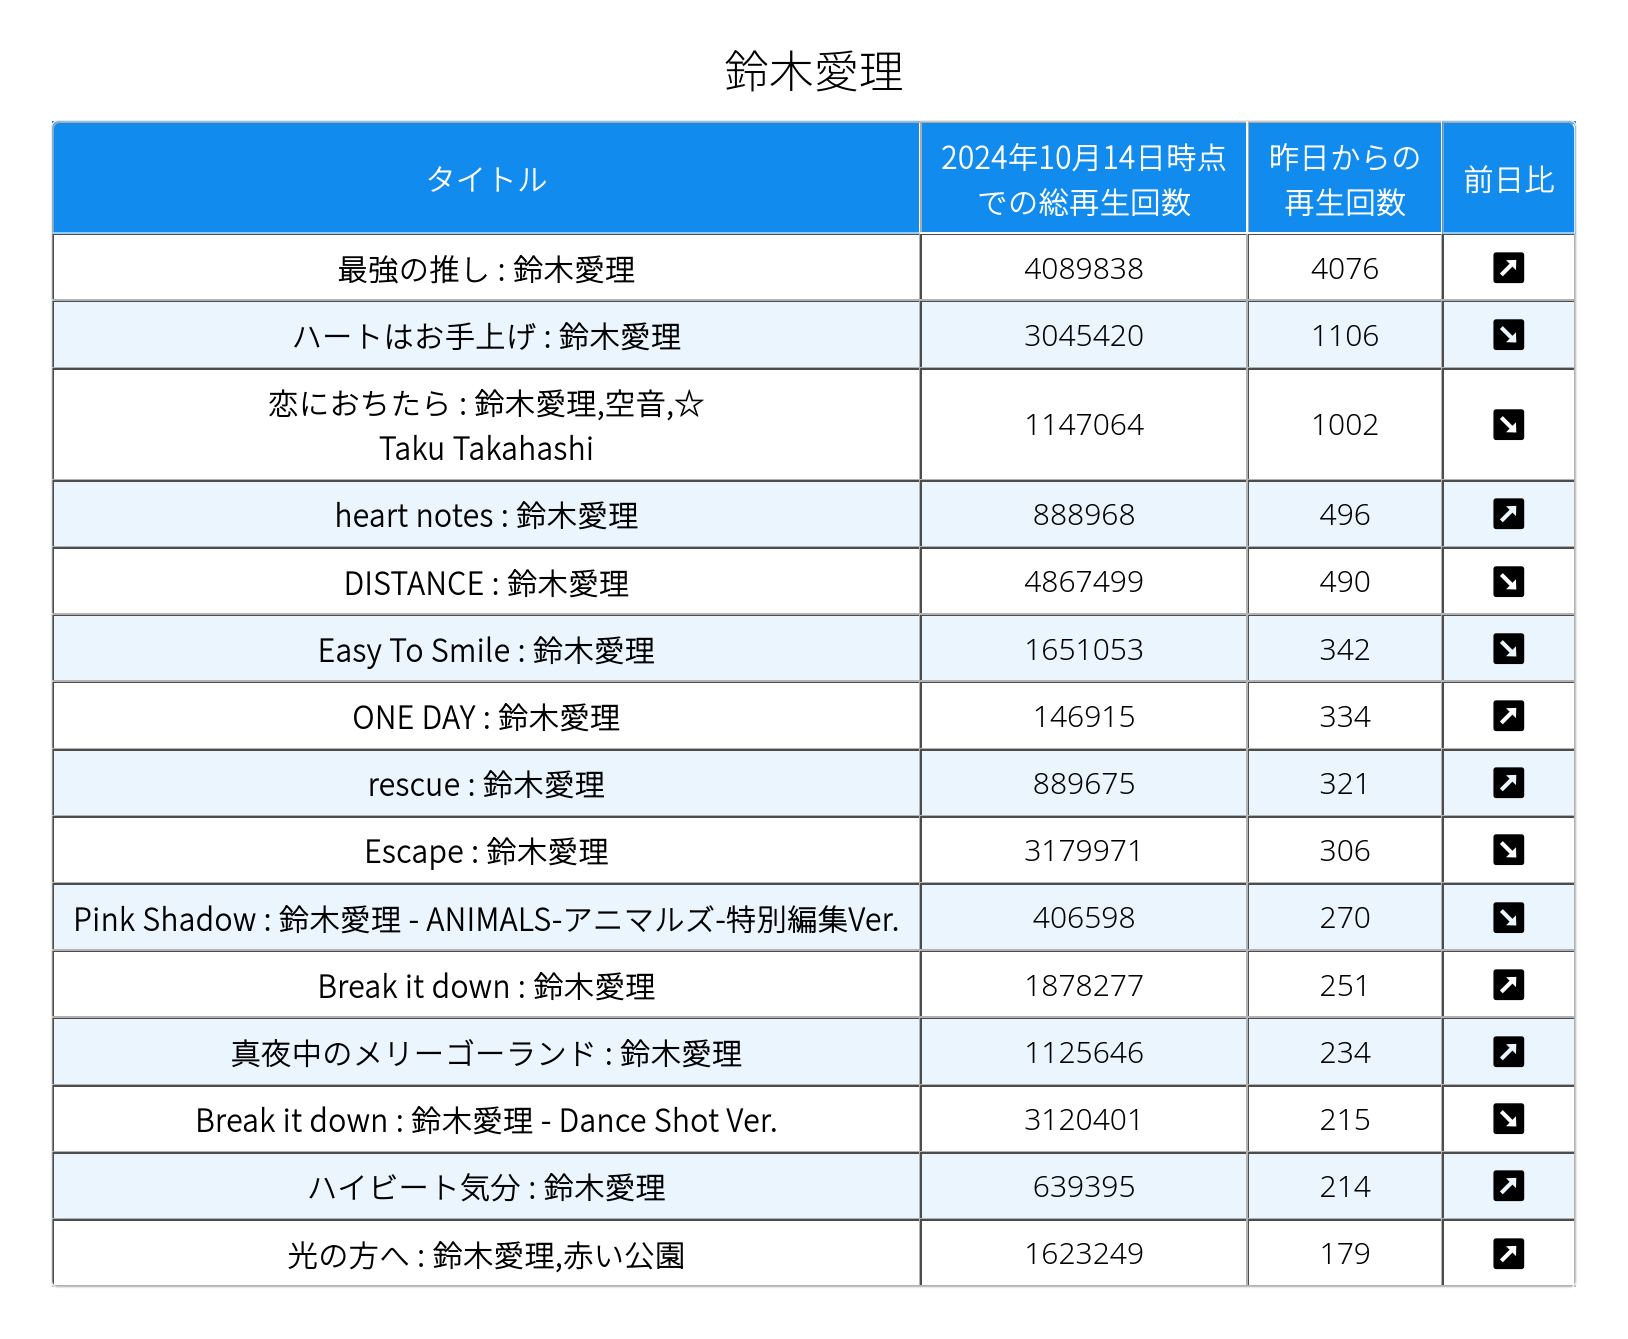 鈴木愛理
タイトル 2024年10月14日時点 昨日からの 前日比
での総再生回数 再生回数
最強の推し : 鈴木愛理 4089838 4076
ハートはお手上げ : 鈴木愛理 3045420 1106
恋におちたら : 鈴木愛理,空音,☆
Taku Takahashi 1147064 1002
heart notes : 鈴木愛理 888968 496
DISTANCE : 鈴木愛理 4867499 490
Easy To Smile : 鈴木愛理 1651053 342
ONE DAY : 鈴木愛理 146915 334
rescue : 鈴木愛理 889675 321
Escape : 鈴木愛理 3179971 306
Pink Shadow : 鈴木愛理 - ANIMALS-アニマルズ-特別編集Ver. 406598 270
Break it down : 鈴木愛理 1878277 251
真夜中のメリーゴーランド : 鈴木愛理 1125646 234
Break it down : 鈴木愛理 - Dance Shot Ver. 3120401 215
ハイビート気分 : 鈴木愛理 639395 214
光の方へ : 鈴木愛理,赤い公園 1623249 179